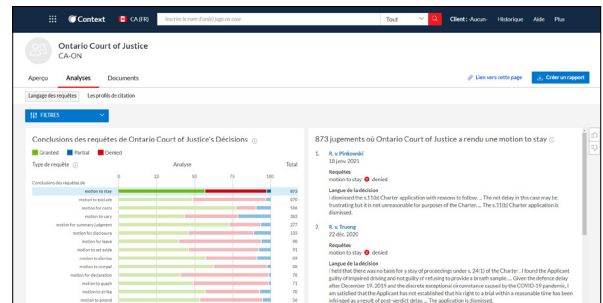 Context
CA (FR)
Inscrire le nom d'un(e) juge ou cour
Tout
Client : -Aucun-
Historique
Aide
Plus
Ontario Court of Justice
CA-ON
Aperçu
Analyses
Documents
Lien vers cette page
Créer un rapport
Langage des requêtes
Les profils de citation
FILTRES
Conclusions des requêtes de Ontario Court of Justice's Décisions
Granted
Partial
Denied
Type de requête
Analyse
Total
0
25
50
75
100
Conclusions des requêtes de
motion to stay
873
motion to exclude
motion for costs
motion to vary
motion for summary judgment
277
motion for disclosure
133
motion for leave
motion to set aside
motion to dismiss
motion to compel
motion for declaration
motion to quash
71
motion to strike
motion to amend
873 jugements où Ontario Court of Justice a rendu une motion to stay
1.
R. v. Pinkowski
18 janv. 2021
Requêtes
motion to stay
denied
Langue de la décision
I dismissed the s.11(b) Charter application with reasons to follow. ... The net delay in this case may be
frustrating but it is not unreasonable for purposes of the Charter. ... The s.11(b) Charter application is
dismissed.
2.
R. v. Truong
22 déc. 2020
Requêtes
motion to stay
denied
Langue de la décision
I held that there was no basis for a stay of proceedings under s. 24(1) of the Charter. I found the Applicant
guilty of impaired driving and not guilty of refusing to provide a breath sample. ... Given the defence delay
after December 19, 2019 and the discrete exceptional circumstance caused by the COVID-19 pandemic, I
am satisfied that the Applicant has not established that his right to a trial within a reasonable time has been
infringed as a result of post-verdict delay. ... The application is dismissed.